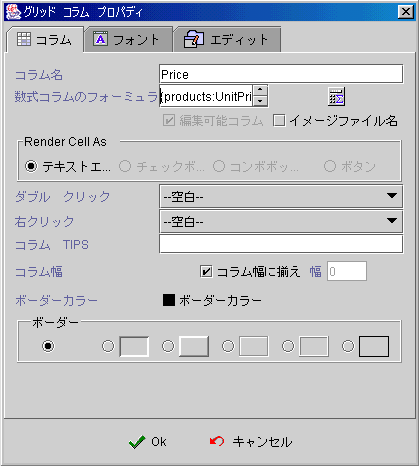 グリッド コラム プロパティ
コラム フォント エディット
コラム名 Price
数式コラムのフォーミュラ {products:UnitPri
編集可能コラム イメージファイル名
Render Cell As
テキストエ... チェックボ... コンボボッ... ボタン
ダブル クリック --空白--
右クリック --空白--
コラム TIPS
コラム幅 コラム幅に揃え 幅 0
ボーダーカラー ボーダーカラー
ボーダー
Ok キャンセル